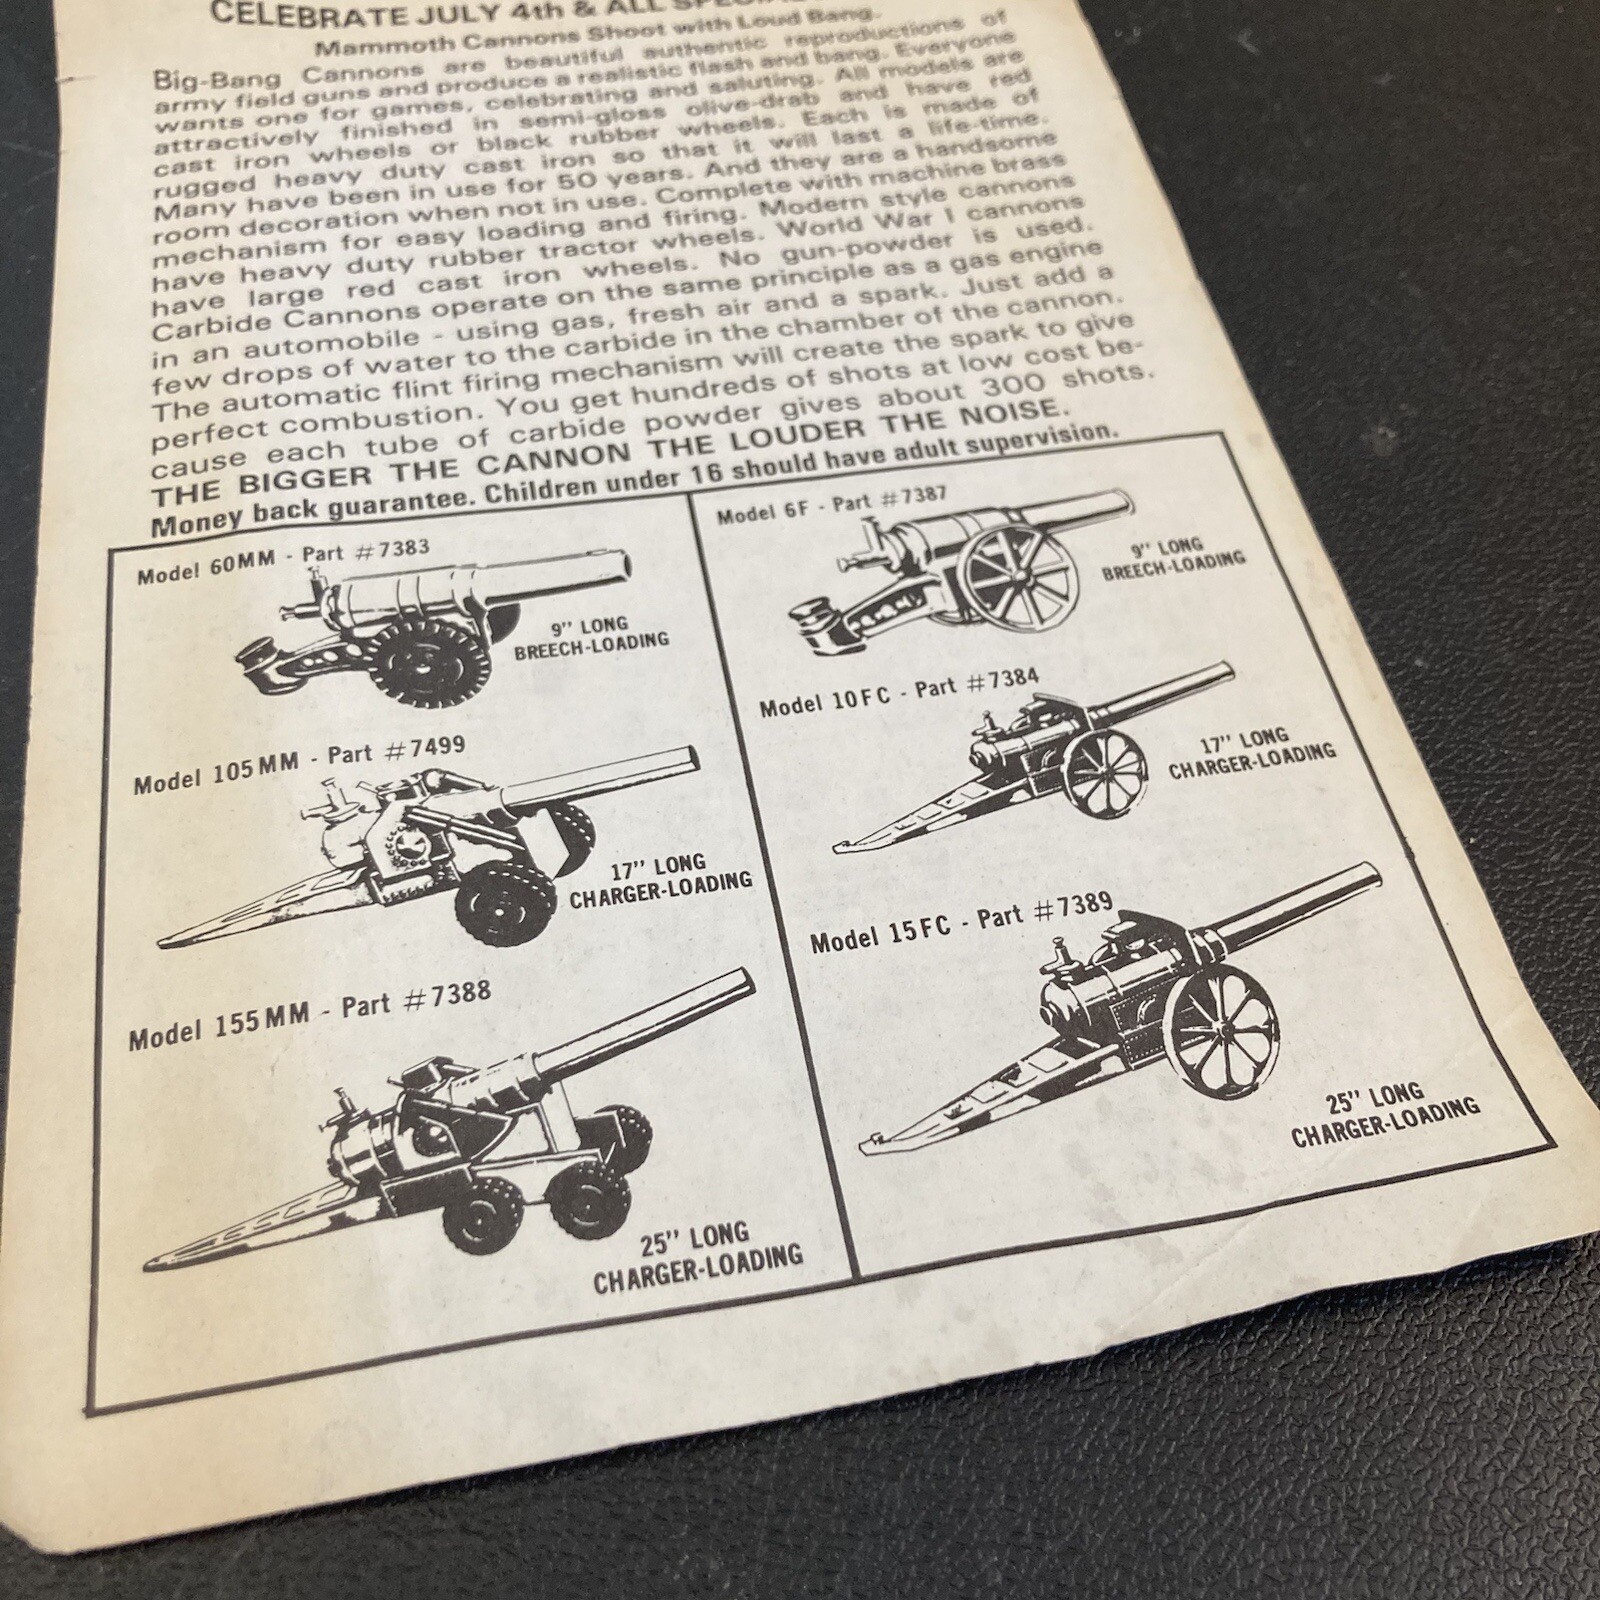 CELEBRATE JULY 4th & ALL
Mammoth Cannons Shoot with Loud Bang.
Big-Bang Cannons are beautiful authentic reproductions of
army field guns and produce a realistic flash and bang. Everyone
wants one for games, celebrating and saluting. All models are
attractively finished in semi-gloss olive-drab and have red
cast iron wheels or black rubber wheels. Each is made of
rugged heavy duty cast iron so that it will last a life-time.
Many have been in use for 50 years. And they are a handsome
room decoration when not in use. Complete with machine brass
mechanism for easy loading and firing. Modern style cannons
have heavy duty rubber tractor wheels. World War I cannons
have large red cast iron wheels. No gun-powder is used.
Carbide Cannons operate on the same principle as a gas engine
in an automobile - using gas, fresh air and a spark. Just add a
few drops of water to the carbide in the chamber of the cannon.
The automatic flint firing mechanism will create the spark to give
perfect combustion. You get hundreds of shots at low cost be-
cause each tube of carbide powder gives about 300 shots.
THE BIGGER THE CANNON THE LOUDER THE NOISE.
Money back guarantee. Children under 16 should have adult supervision.
Model 60MM - Part #7383
9" LONG
BREECH-LOADING
Model 105MM - Part #7499
17" LONG
CHARGER-LOADING
Model 155MM - Part #7388
25" LONG
CHARGER-LOADING
Model 6F - Part #7387
9" LONG
BREECH-LOADING
Model 10FC - Part #7384
17" LONG
CHARGER-LOADING
Model 15FC - Part #7389
25" LONG
CHARGER-LOADING